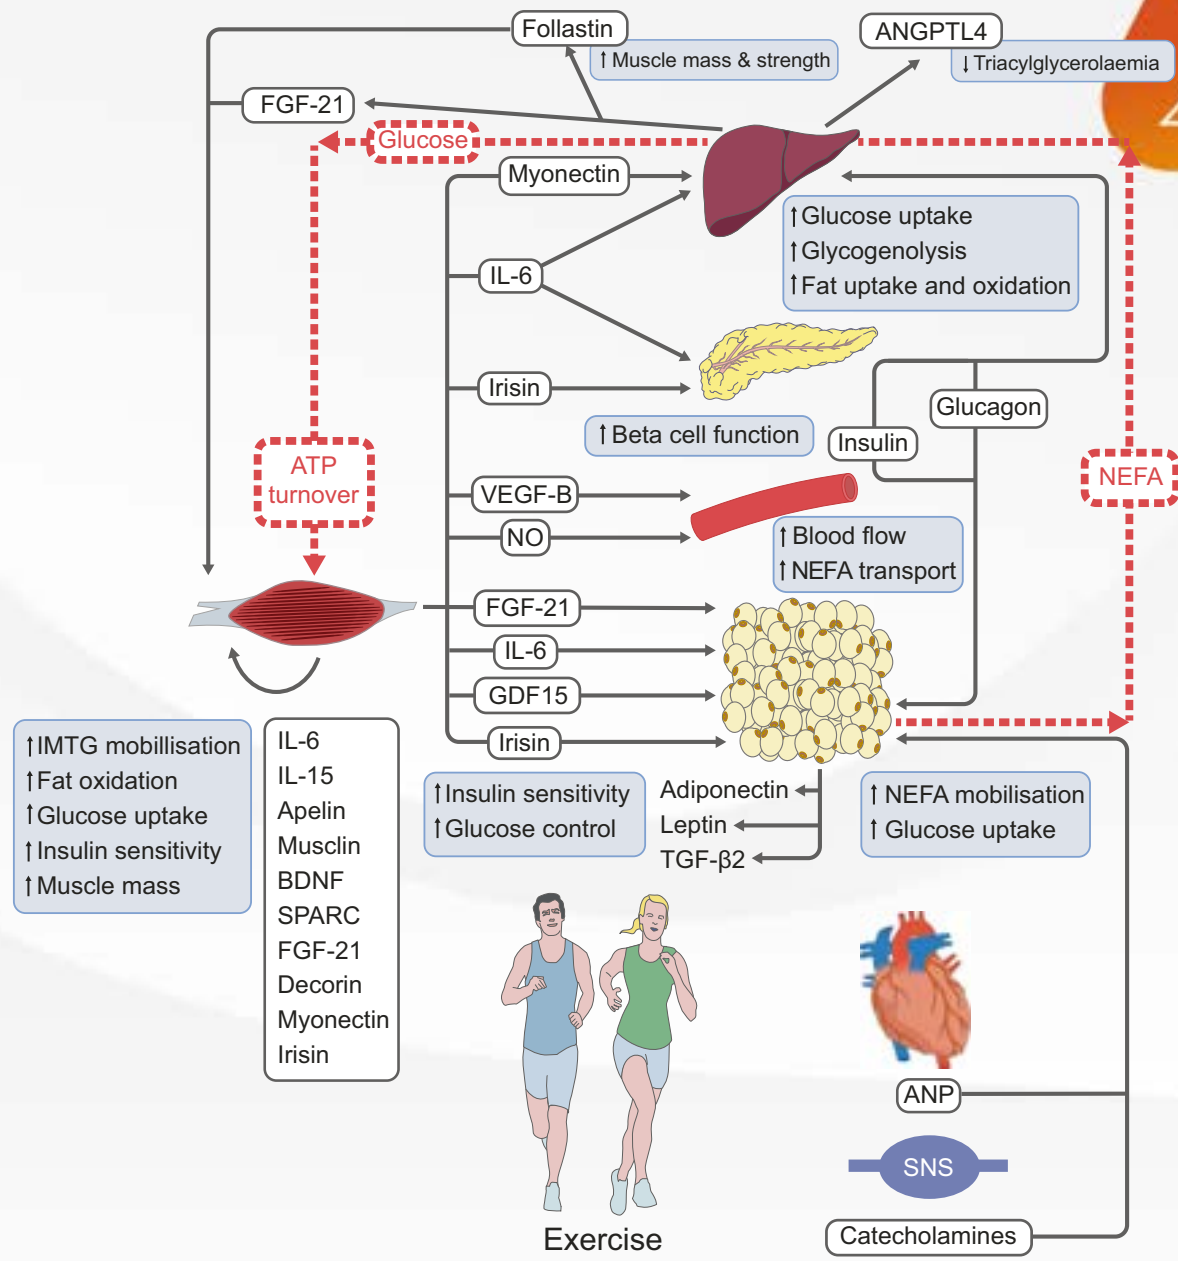 Follastin
↑ Muscle mass & strength
ANGPTL4
↓ Triacylglycerolaemia
FGF-21
Glucose
Myonectin
↑ Glucose uptake
↑ Glycogenolysis
↑ Fat uptake and oxidation
IL-6
Irisin
↑ Beta cell function
Glucagon
Insulin
ATP
turnover
NEFA
VEGF-B
NO
↑ Blood flow
↑ NEFA transport
FGF-21
IL-6
GDF15
Irisin
↑ IMTG mobillisation
↑ Fat oxidation
↑ Glucose uptake
↑ Insulin sensitivity
↑ Muscle mass
IL-6
IL-15
Apelin
Musclin
BDNF
SPARC
FGF-21
Decorin
Myonectin
Irisin
↑ Insulin sensitivity
↑ Glucose control
Adiponectin
Leptin
TGF-β2
↑ NEFA mobilisation
↑ Glucose uptake
ANP
SNS
Catecholamines
Exercise